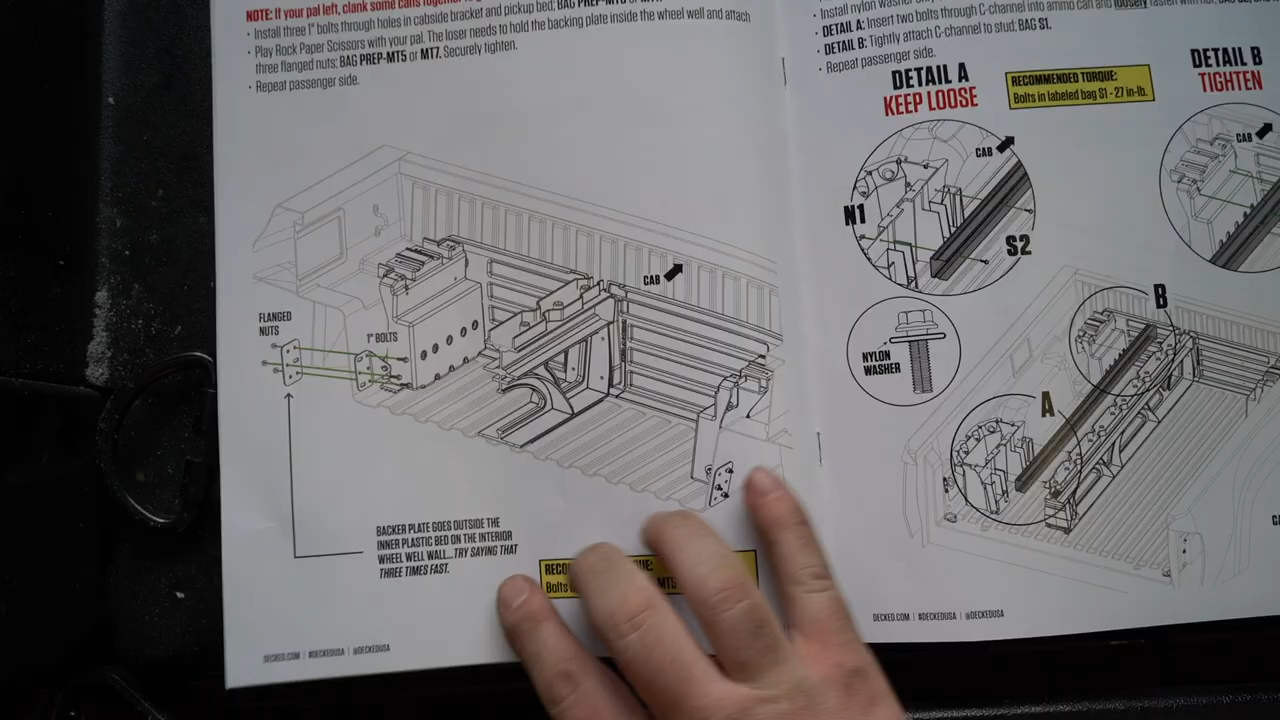 NOTE: If your pal left, clank some cans together
· Install three 1" bolts through holes in cabside bracket and pickup bed; BAG
· Play Rock Paper Scissors with your pal. The loser needs to hold the backing plate inside the wheel well and attach
three flanged nuts: BAG PREP-MT5 or MT7. Securely tighten.
· Repeat passenger side.
CAB
FLANGED
NUTS
1" BOLTS
BACKER PLATE GOES OUTSIDE THE
INNER PLASTIC BED ON THE INTERIOR
WHEEL WELL WALL...TRY SAYING THAT
THREE TIMES FAST.
Bolts
MT5
DECKED.COM | #DECKEDUSA | @DECKEDUSA
· Install nylon washer
· DETAIL A: Insert two bolts through C-channel into ammo can and loosely
· DETAIL B: Tightly attach C-channel to stud: BAG S1.
· Repeat passenger side.
DETAIL A
KEEP LOOSE
RECOMMENDED TORQUE:
Bolts in labeled bag S1 - 27 in-lb.
DETAIL B
TIGHTEN
CAB
CAB
N1
S2
NYLON
WASHER
B
A
DECKED.COM | #DECKEDUSA | @DECKEDUSA